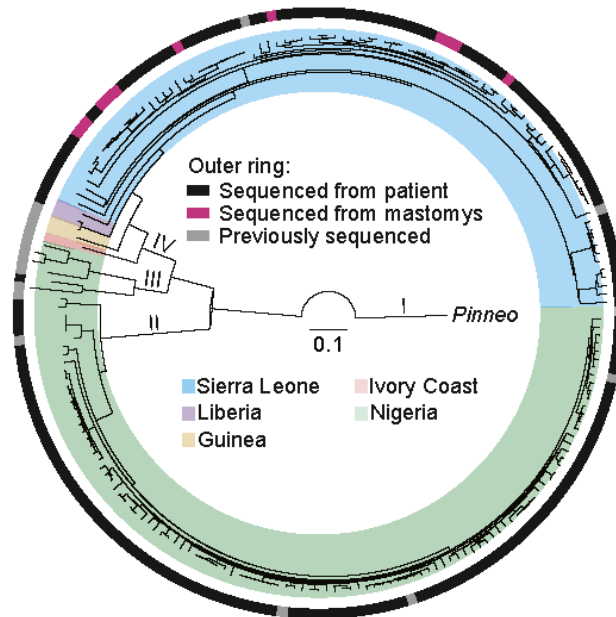 Outer ring:
Sequenced from patient
Sequenced from mastomys
Previously sequenced
IV
III
II
I
Pinneo
0.1
Sierra Leone
Ivory Coast
Liberia
Nigeria
Guinea